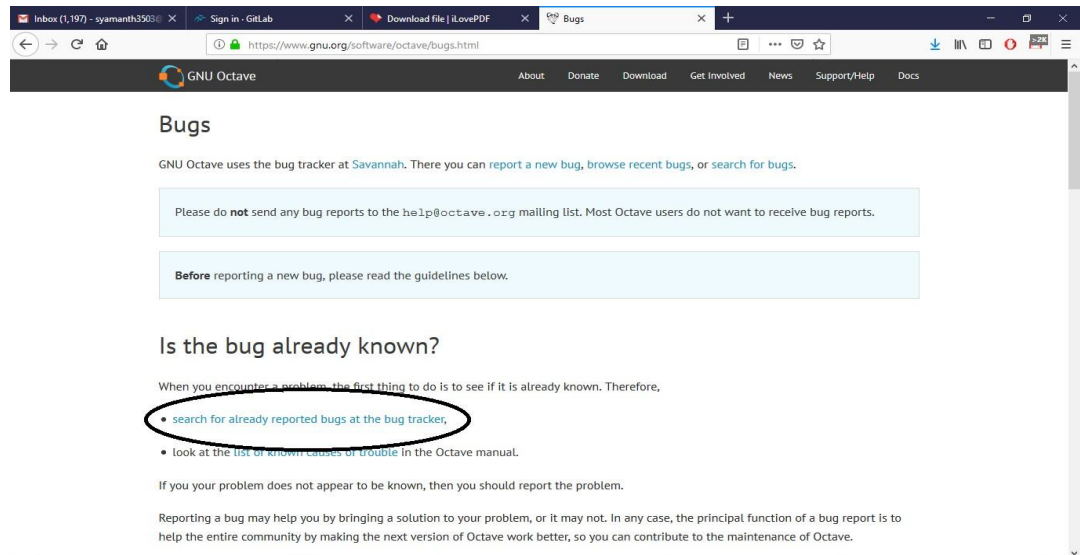 Inbox (1,197) - syamanth3503@
Sign in · GitLab
Download file | iLovePDF
Bugs
https://www.gnu.org/software/octave/bugs.html
>2K
GNU Octave
About Donate Download Get Involved News Support/Help Docs
Bugs
GNU Octave uses the bug tracker at Savannah. There you can report a new bug, browse recent bugs, or search for bugs.
Please do not send any bug reports to the help@octave.org mailing list. Most Octave users do not want to receive bug reports.
Before reporting a new bug, please read the guidelines below.
Is the bug already known?
When you encounter a problem, the first thing to do is to see if it is already known. Therefore,
• search for already reported bugs at the bug tracker,
• look at the list of known causes of trouble in the Octave manual.
If you your problem does not appear to be known, then you should report the problem.
Reporting a bug may help you by bringing a solution to your problem, or it may not. In any case, the principal function of a bug report is to
help the entire community by making the next version of Octave work better, so you can contribute to the maintenance of Octave.